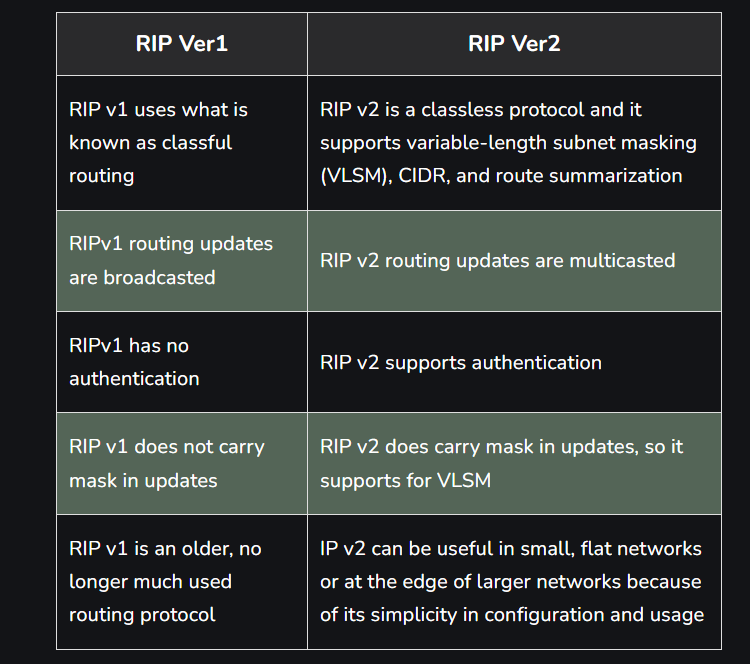 RIP Ver1
RIP Ver2
RIP v1 uses what is
known as classful
routing
RIP v2 is a classless protocol and it
supports variable-length subnet masking
(VLSM), CIDR, and route summarization
RIPv1 routing updates
are broadcasted
RIP v2 routing updates are multicasted
RIPv1 has no
authentication
RIP v2 supports authentication
RIP v1 does not carry
mask in updates
RIP v2 does carry mask in updates, so it
supports for VLSM
RIP v1 is an older, no
longer much used
routing protocol
IP v2 can be useful in small, flat networks
or at the edge of larger networks because
of its simplicity in configuration and usage